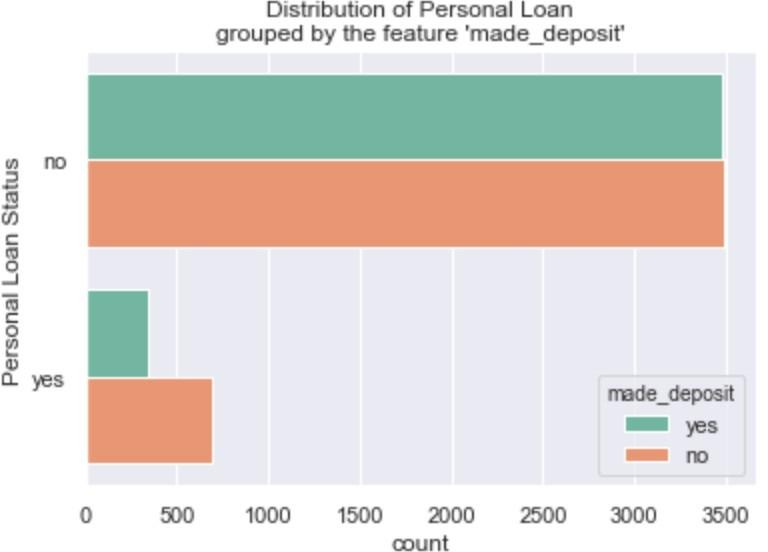 Distribution of Personal Loan
grouped by the feature 'made_deposit'
Personal Loan Status
no
yes
made_deposit
yes
no
0 500 1000 1500 2000 2500 3000 3500
count